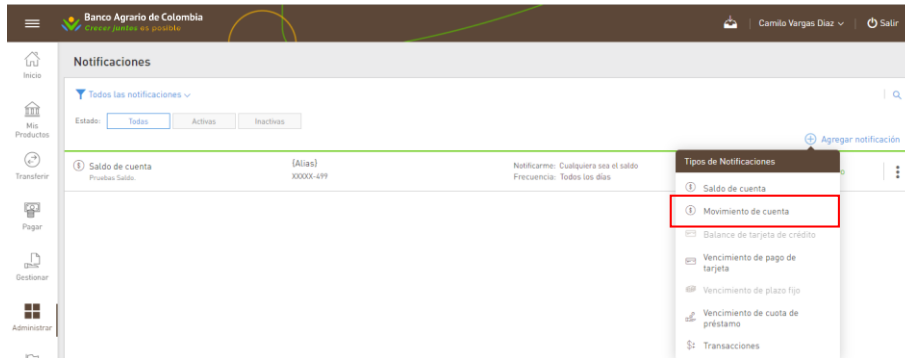 Banco Agrario de Colombia
Crecer juntos es posible
Camilo Vargas Diaz
Salir
Inicio
Mis
Productos
Transferir
Pagar
Gestionar
Administrar
Notificaciones
Todas las notificaciones
Estado:
Todas
Activas
Inactivas
Agregar notificación
Saldo de cuenta
Pruebas Saldo.
{Alias}
XXXXX-499
Notificarme: Cualquiera sea el saldo
Frecuencia: Todos los días
Tipos de Notificaciones
Saldo de cuenta
Movimiento de cuenta
Balance de tarjeta de crédito
Vencimiento de pago de
tarjeta
Vencimiento de plazo fijo
Vencimiento de cuota de
préstamo
Transacciones